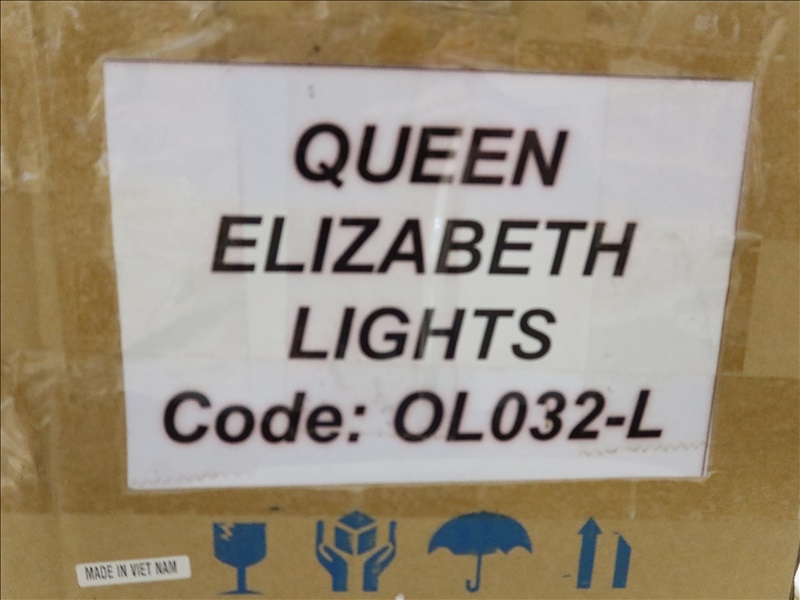 QUEEN
ELIZABETH
LIGHTS
Code: OL032-L
MADE IN VIET NAM